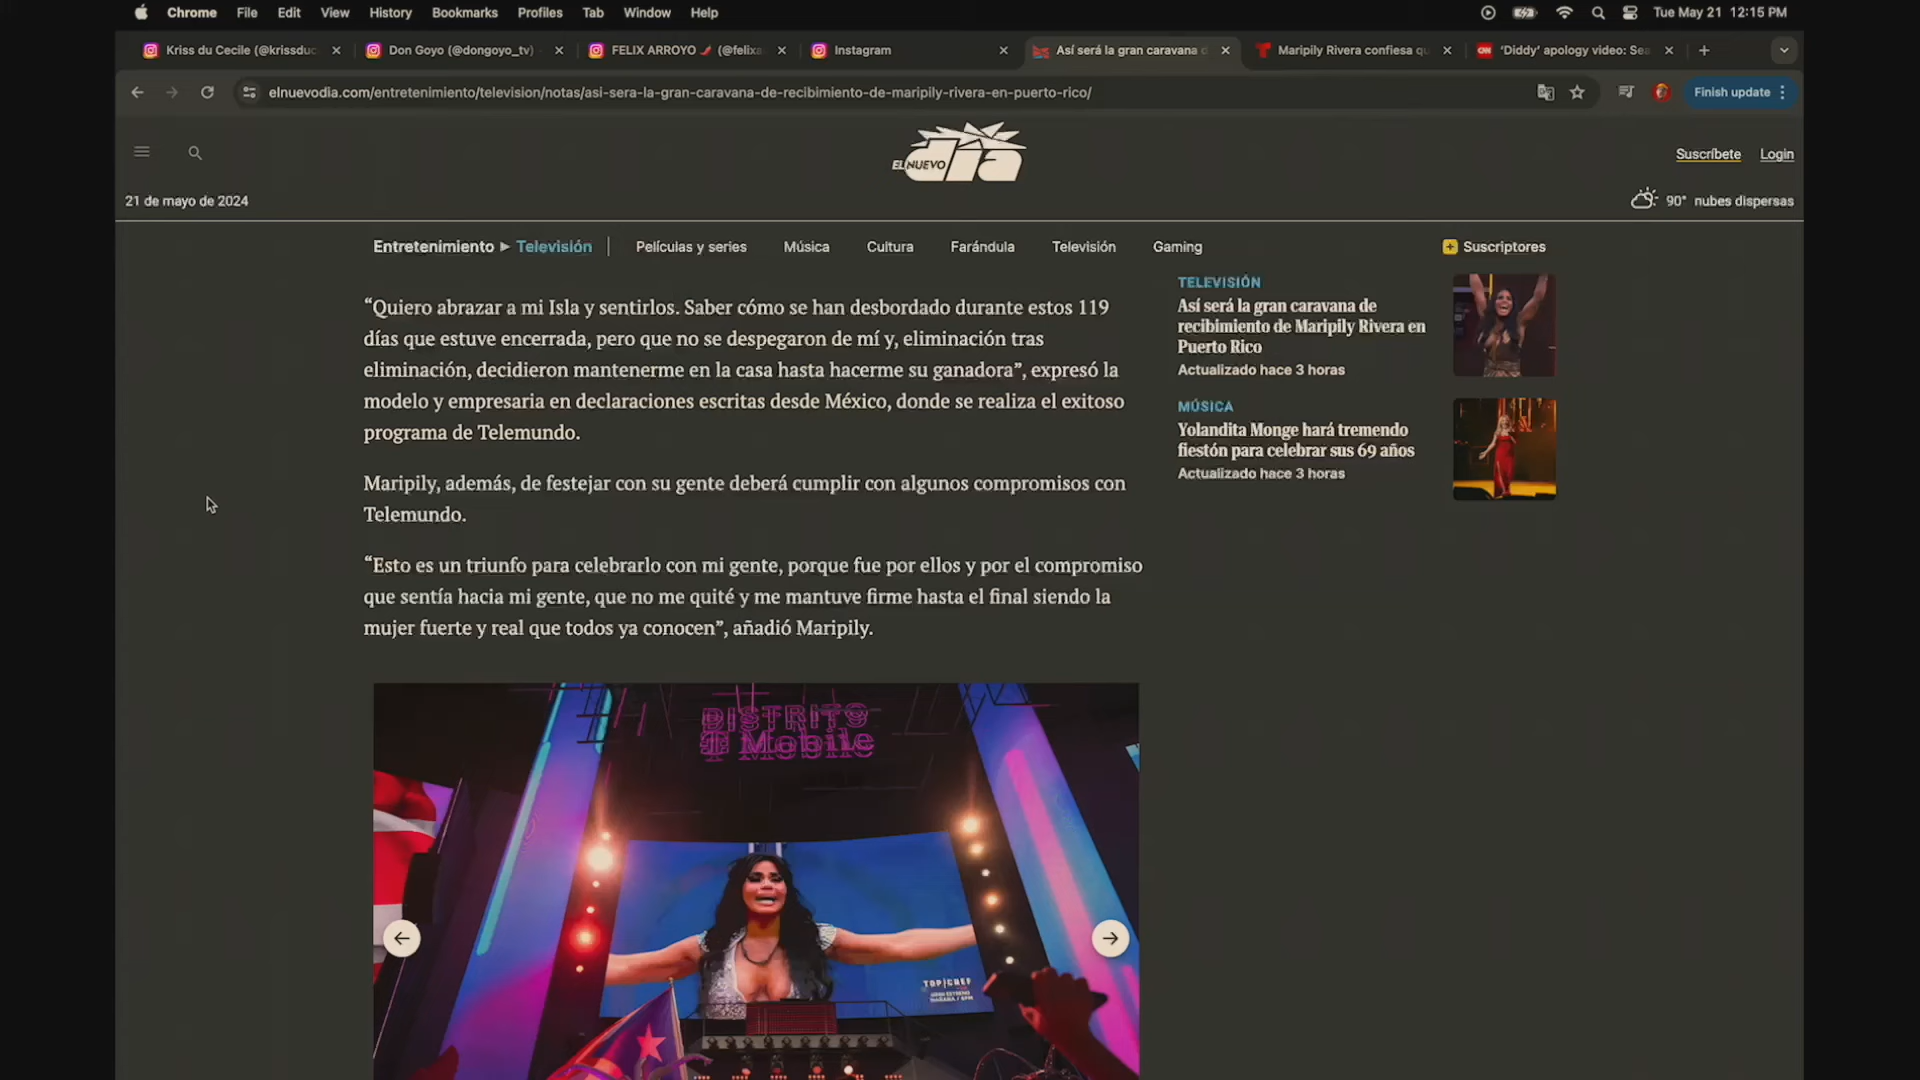 Chrome File Edit View History Bookmarks Profiles Tab Window Help Tue May 21 12:15 PM
Kriss du Cecile (@krissduc Don Goyo (@dongoyo_tv) FELIX ARROYO (@felixa Instagram Así será la gran caravana d Maripily Rivera confiesa qu CNN ‘Diddy’ apology video: Sea
elnuevodia.com/entretenimiento/television/notas/asi-sera-la-gran-caravana-de-recibimiento-de-maripily-rivera-en-puerto-rico/ Finish update
EL NUEVO día
Suscríbete Login
21 de mayo de 2024 90° nubes dispersas
Entretenimiento ▸ Televisión | Películas y series Música Cultura Farándula Televisión Gaming + Suscriptores
“Quiero abrazar a mi Isla y sentirlos. Saber cómo se han desbordado durante estos 119
días que estuve encerrada, pero que no se despegaron de mí y, eliminación tras
eliminación, decidieron mantenerme en la casa hasta hacerme su ganadora”, expresó la
modelo y empresaria en declaraciones escritas desde México, donde se realiza el exitoso
programa de Telemundo.
Maripily, además, de festejar con su gente deberá cumplir con algunos compromisos con
Telemundo.
“Esto es un triunfo para celebrarlo con mi gente, porque fue por ellos y por el compromiso
que sentía hacia mi gente, que no me quité y me mantuve firme hasta el final siendo la
mujer fuerte y real que todos ya conocen”, añadió Maripily.
TELEVISIÓN
Así será la gran caravana de
recibimiento de Maripily Rivera en
Puerto Rico
Actualizado hace 3 horas
MÚSICA
Yolandita Monge hará tremendo
fiestón para celebrar sus 69 años
Actualizado hace 3 horas
DISTRITO
T Mobile
TOP CHEF
GRAN ESTRENO
MAÑANA / 8PM